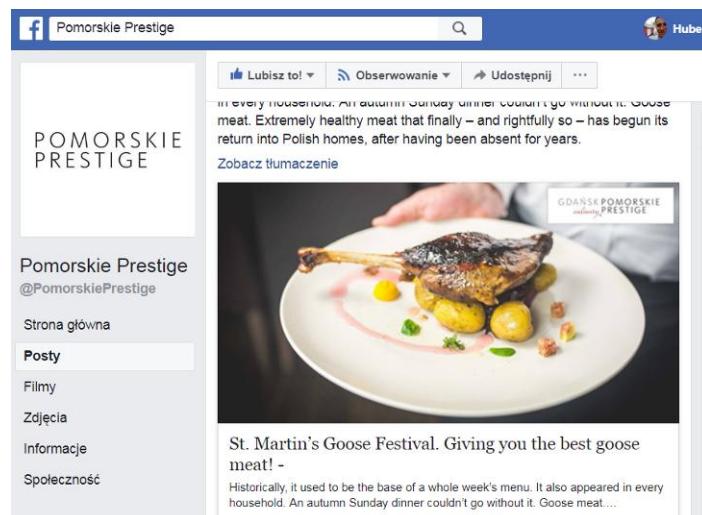 Pomorskie Prestige
Hube
Lubisz to!
Obserwowanie
Udostępnij
POMORSKIE
PRESTIGE
in every household. An autumn Sunday dinner couldn't go without it. Goose
meat. Extremely healthy meat that finally – and rightfully so – has begun its
return into Polish homes, after having been absent for years.
Zobacz tłumaczenie
GDAŃSK POMORSKIE
culinary PRESTIGE
Pomorskie Prestige
@PomorskiePrestige
Strona główna
Posty
Filmy
Zdjęcia
Informacje
Społeczność
St. Martin's Goose Festival. Giving you the best goose
meat! -
Historically, it used to be the base of a whole week's menu. It also appeared in every
household. An autumn Sunday dinner couldn't go without it. Goose meat....